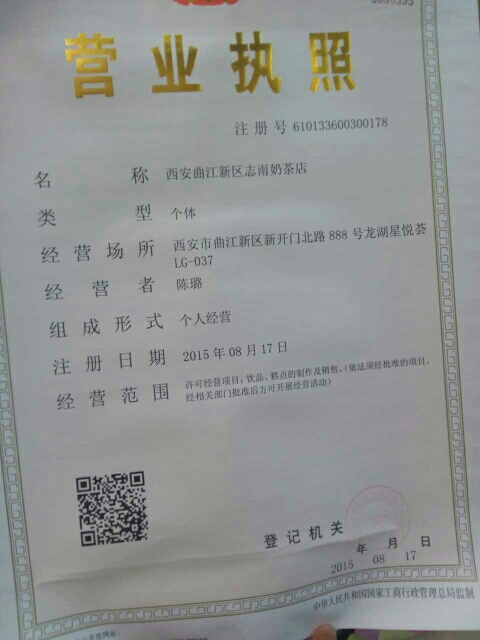 营业执照
注册号 610133600300178
名称 西安曲江新区志雨奶茶店
类型 个体
经营场所 西安市曲江新区新开门北路 888 号龙湖星悦荟
LG-037
经营者 陈璐
组成形式 个人经营
注册日期 2015 年 08 月 17 日
经营范围 许可经营项目：饮品、糕点的制作及销售。（依法须经批准的项目，
经相关部门批准后方可开展经营活动）
登记机关
年 月 日
2015 08 17
中华人民共和国国家工商行政管理总局监制